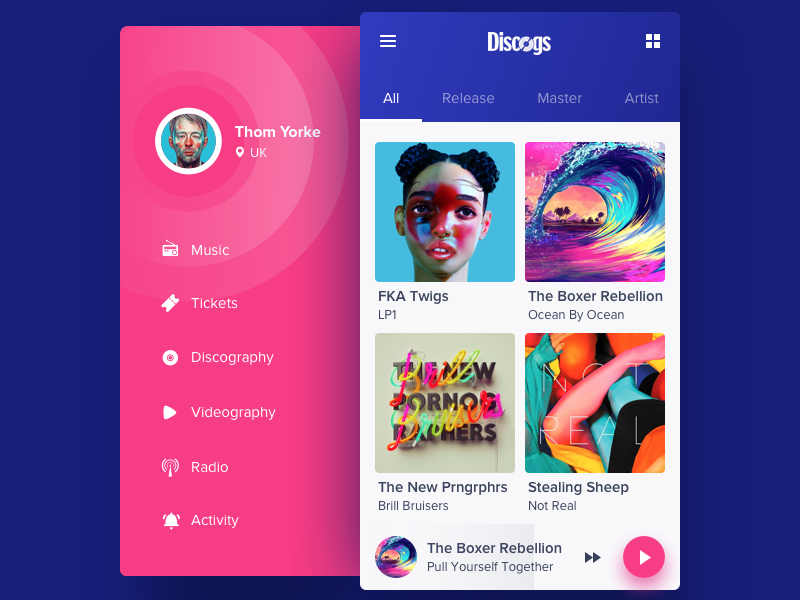 Thom Yorke
UK
Music
Tickets
Discography
Videography
Radio
Activity
Discogs
All
Release
Master
Artist
FKA Twigs
LP1
The Boxer Rebellion
Ocean By Ocean
THE NEW
PORNOG
RAPHERS
Brill
Bruisers
The New Prngrphrs
Brill Bruisers
NOT
REAL
Stealing Sheep
Not Real
The Boxer Rebellion
Pull Yourself Together